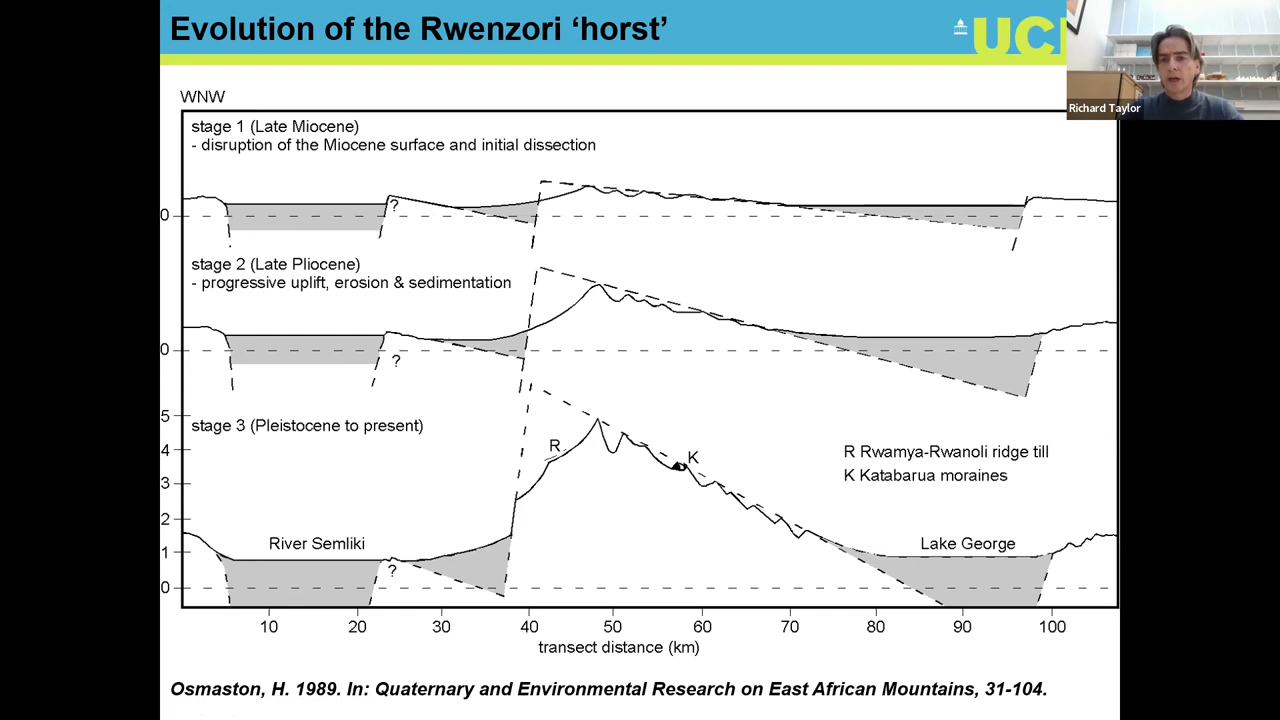 Evolution of the Rwenzori ‘horst’
UCL
Richard Taylor
WNW
stage 1 (Late Miocene)
- disruption of the Miocene surface and initial dissection
?
0
stage 2 (Late Pliocene)
- progressive uplift, erosion & sedimentation
0
?
5
stage 3 (Pleistocene to present)
4
R
K
R Rwamya-Rwanoli ridge till
K Katabarua moraines
3
2
River Semliki
Lake George
1
?
0
10 20 30 40 50 60 70 80 90 100
transect distance (km)
Osmaston, H. 1989. In: Quaternary and Environmental Research on East African Mountains, 31-104.